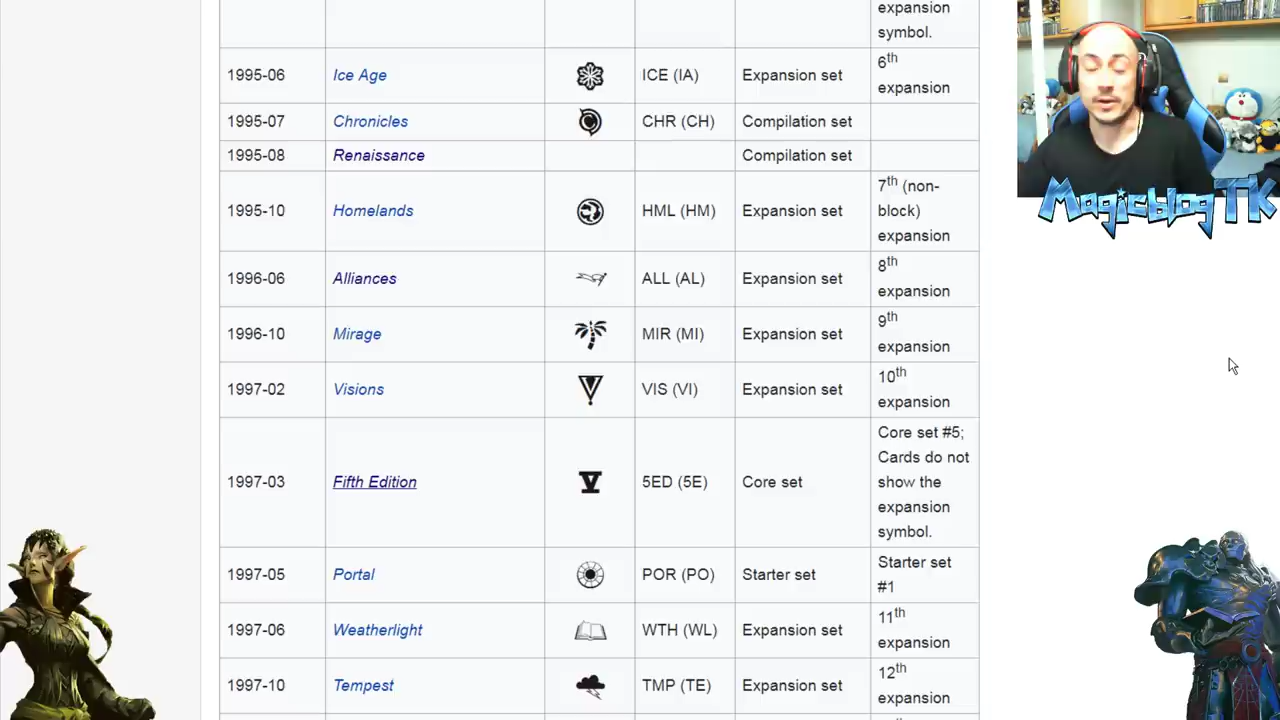 expansion
symbol.
1995-06 Ice Age ICE (IA) Expansion set 6th
expansion
1995-07 Chronicles CHR (CH) Compilation set
1995-08 Renaissance Compilation set
1995-10 Homelands HML (HM) Expansion set 7th (non-
block)
expansion
1996-06 Alliances ALL (AL) Expansion set 8th
expansion
1996-10 Mirage MIR (MI) Expansion set 9th
expansion
1997-02 Visions VIS (VI) Expansion set 10th
expansion
1997-03 Fifth Edition V 5ED (5E) Core set Core set #5;
Cards do not
show the
expansion
symbol.
1997-05 Portal POR (PO) Starter set Starter set
#1
1997-06 Weatherlight WTH (WL) Expansion set 11th
expansion
1997-10 Tempest TMP (TE) Expansion set 12th
expansion
MagicblogTK